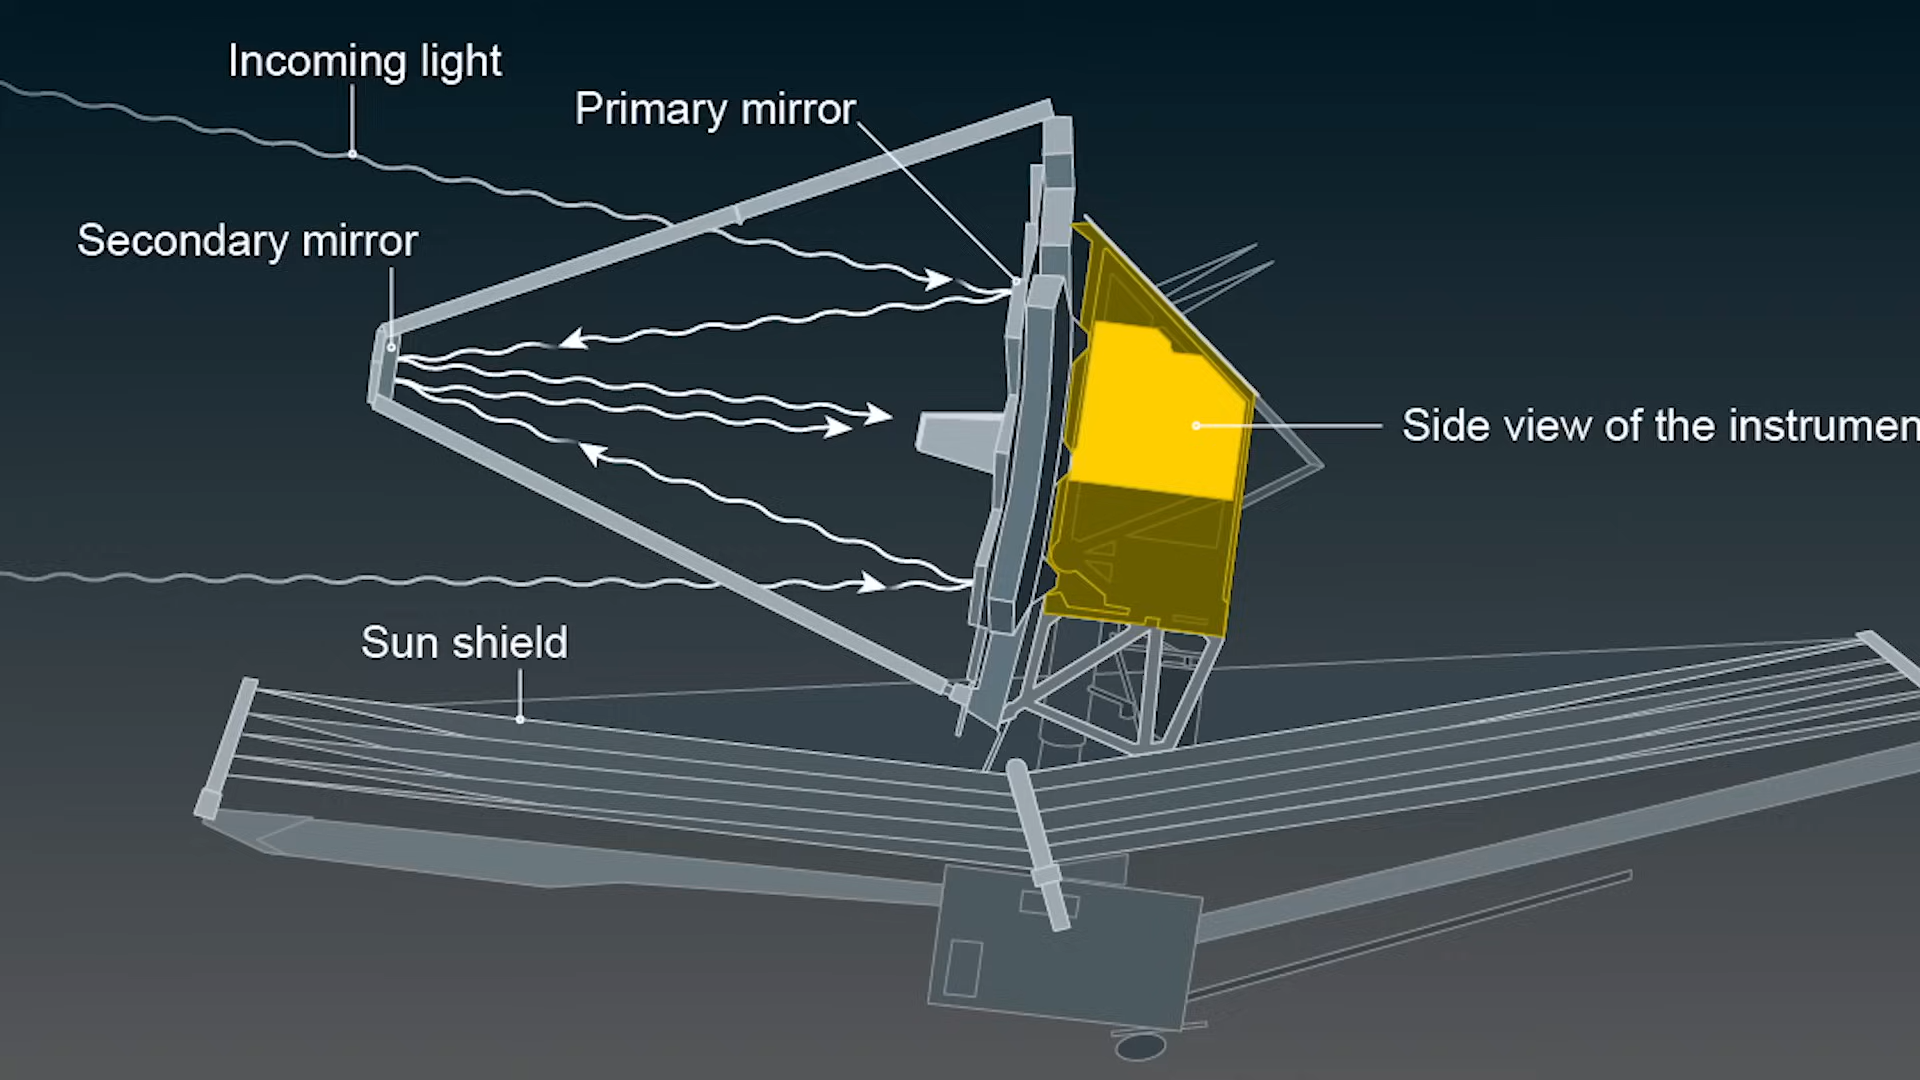 Incoming light
Primary mirror
Secondary mirror
Side view of the instrumen
Sun shield